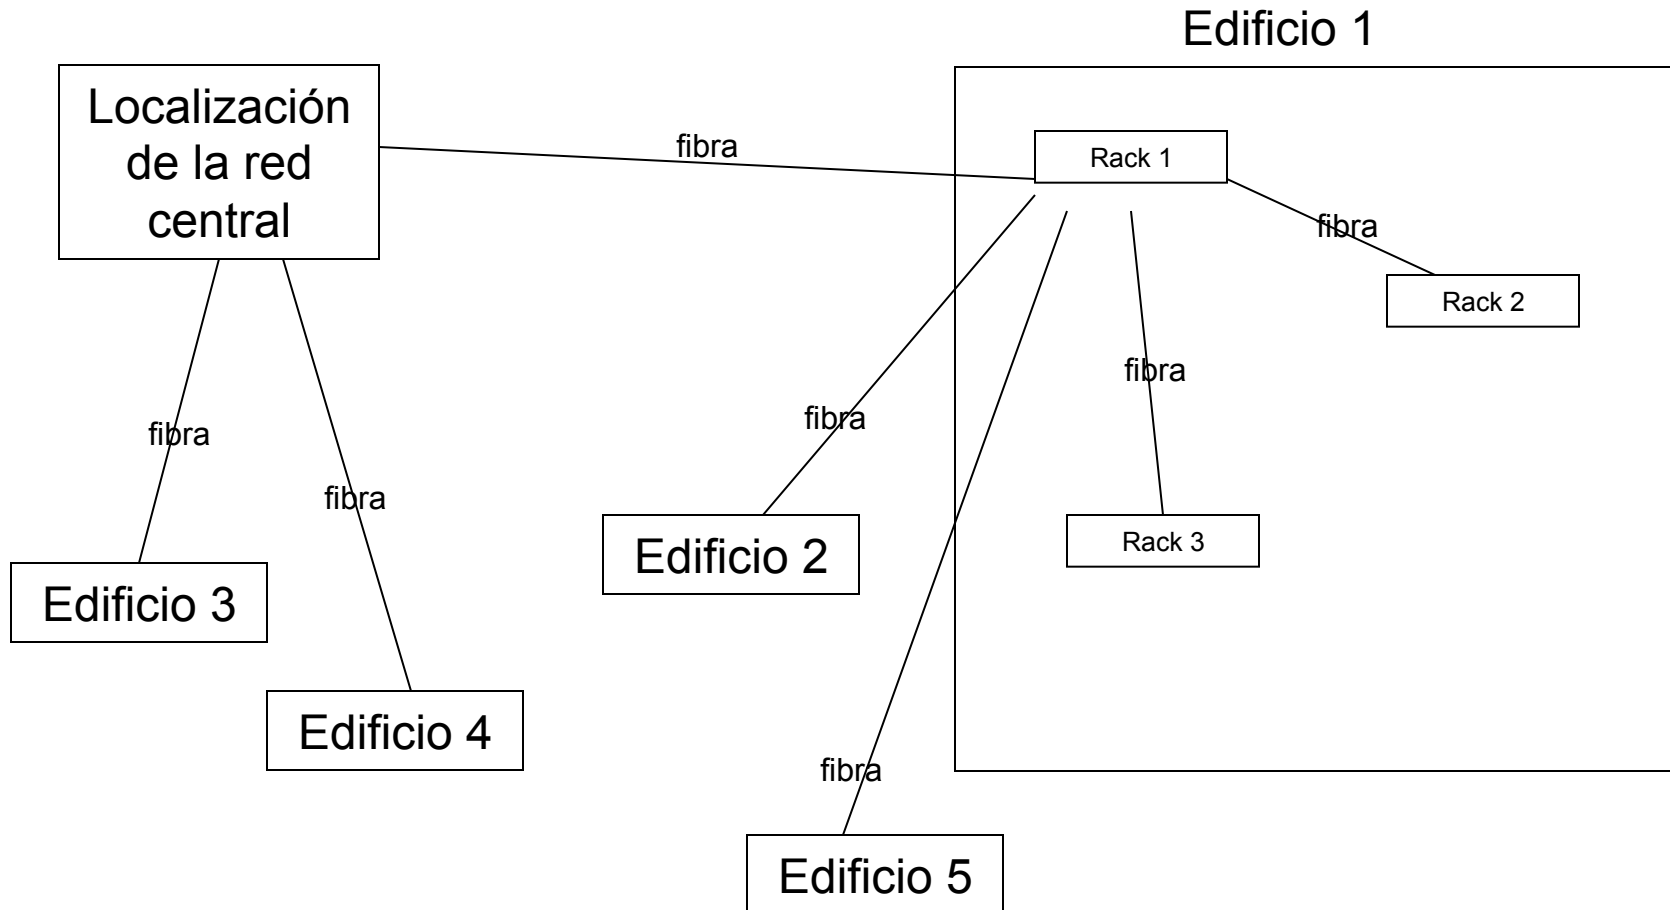 Edificio 1
Localización
de la red
central
fibra
Rack 1
fibra
Rack 2
fibra
fibra
fibra
fibra
Rack 3
Edificio 2
Edificio 3
Edificio 4
fibra
Edificio 5